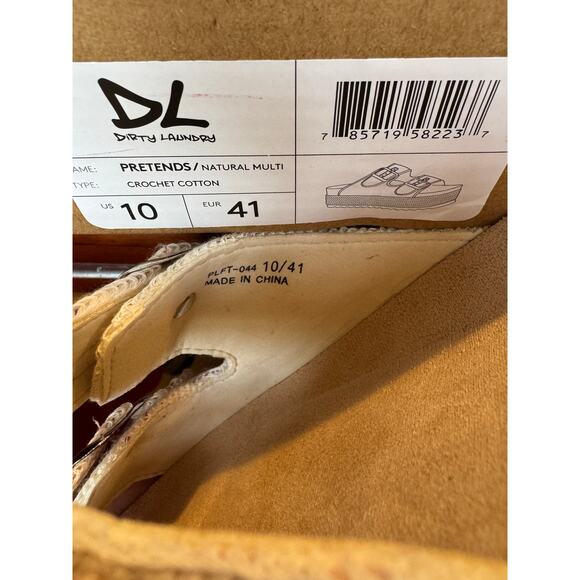 DL
DIRTY LAUNDRY
AME: PRETENDS / NATURAL MULTI
TYPE: CROCHET COTTON
US 10 EUR 41
7 85719 58223 7
PLFT-044 10/41
MADE IN CHINA